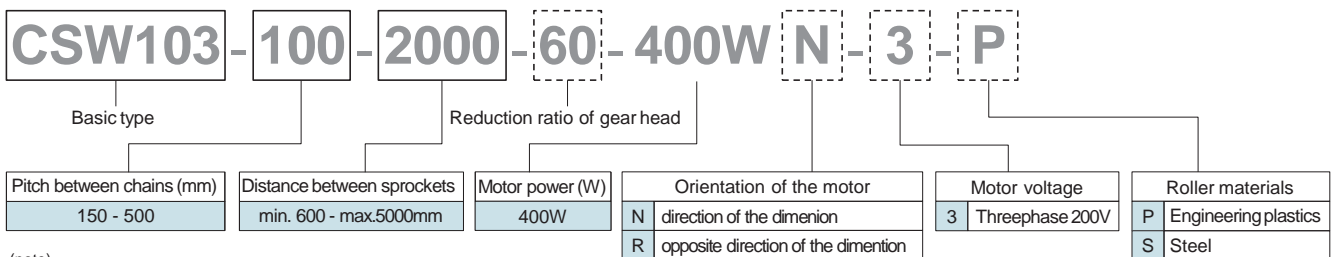 CSW103-100-2000-60-400W N-3-P
Basic type
Reduction ratio of gear head
Pitch between chains (mm)
150 - 500
Distance between sprockets
min. 600 - max.5000mm
Motor power (W)
400W
Orientation of the motor
N direction of the dimenion
R opposite direction of the dimention
Motor voltage
3 Threephase 200V
Roller materials
P Engineering plastics
S Steel